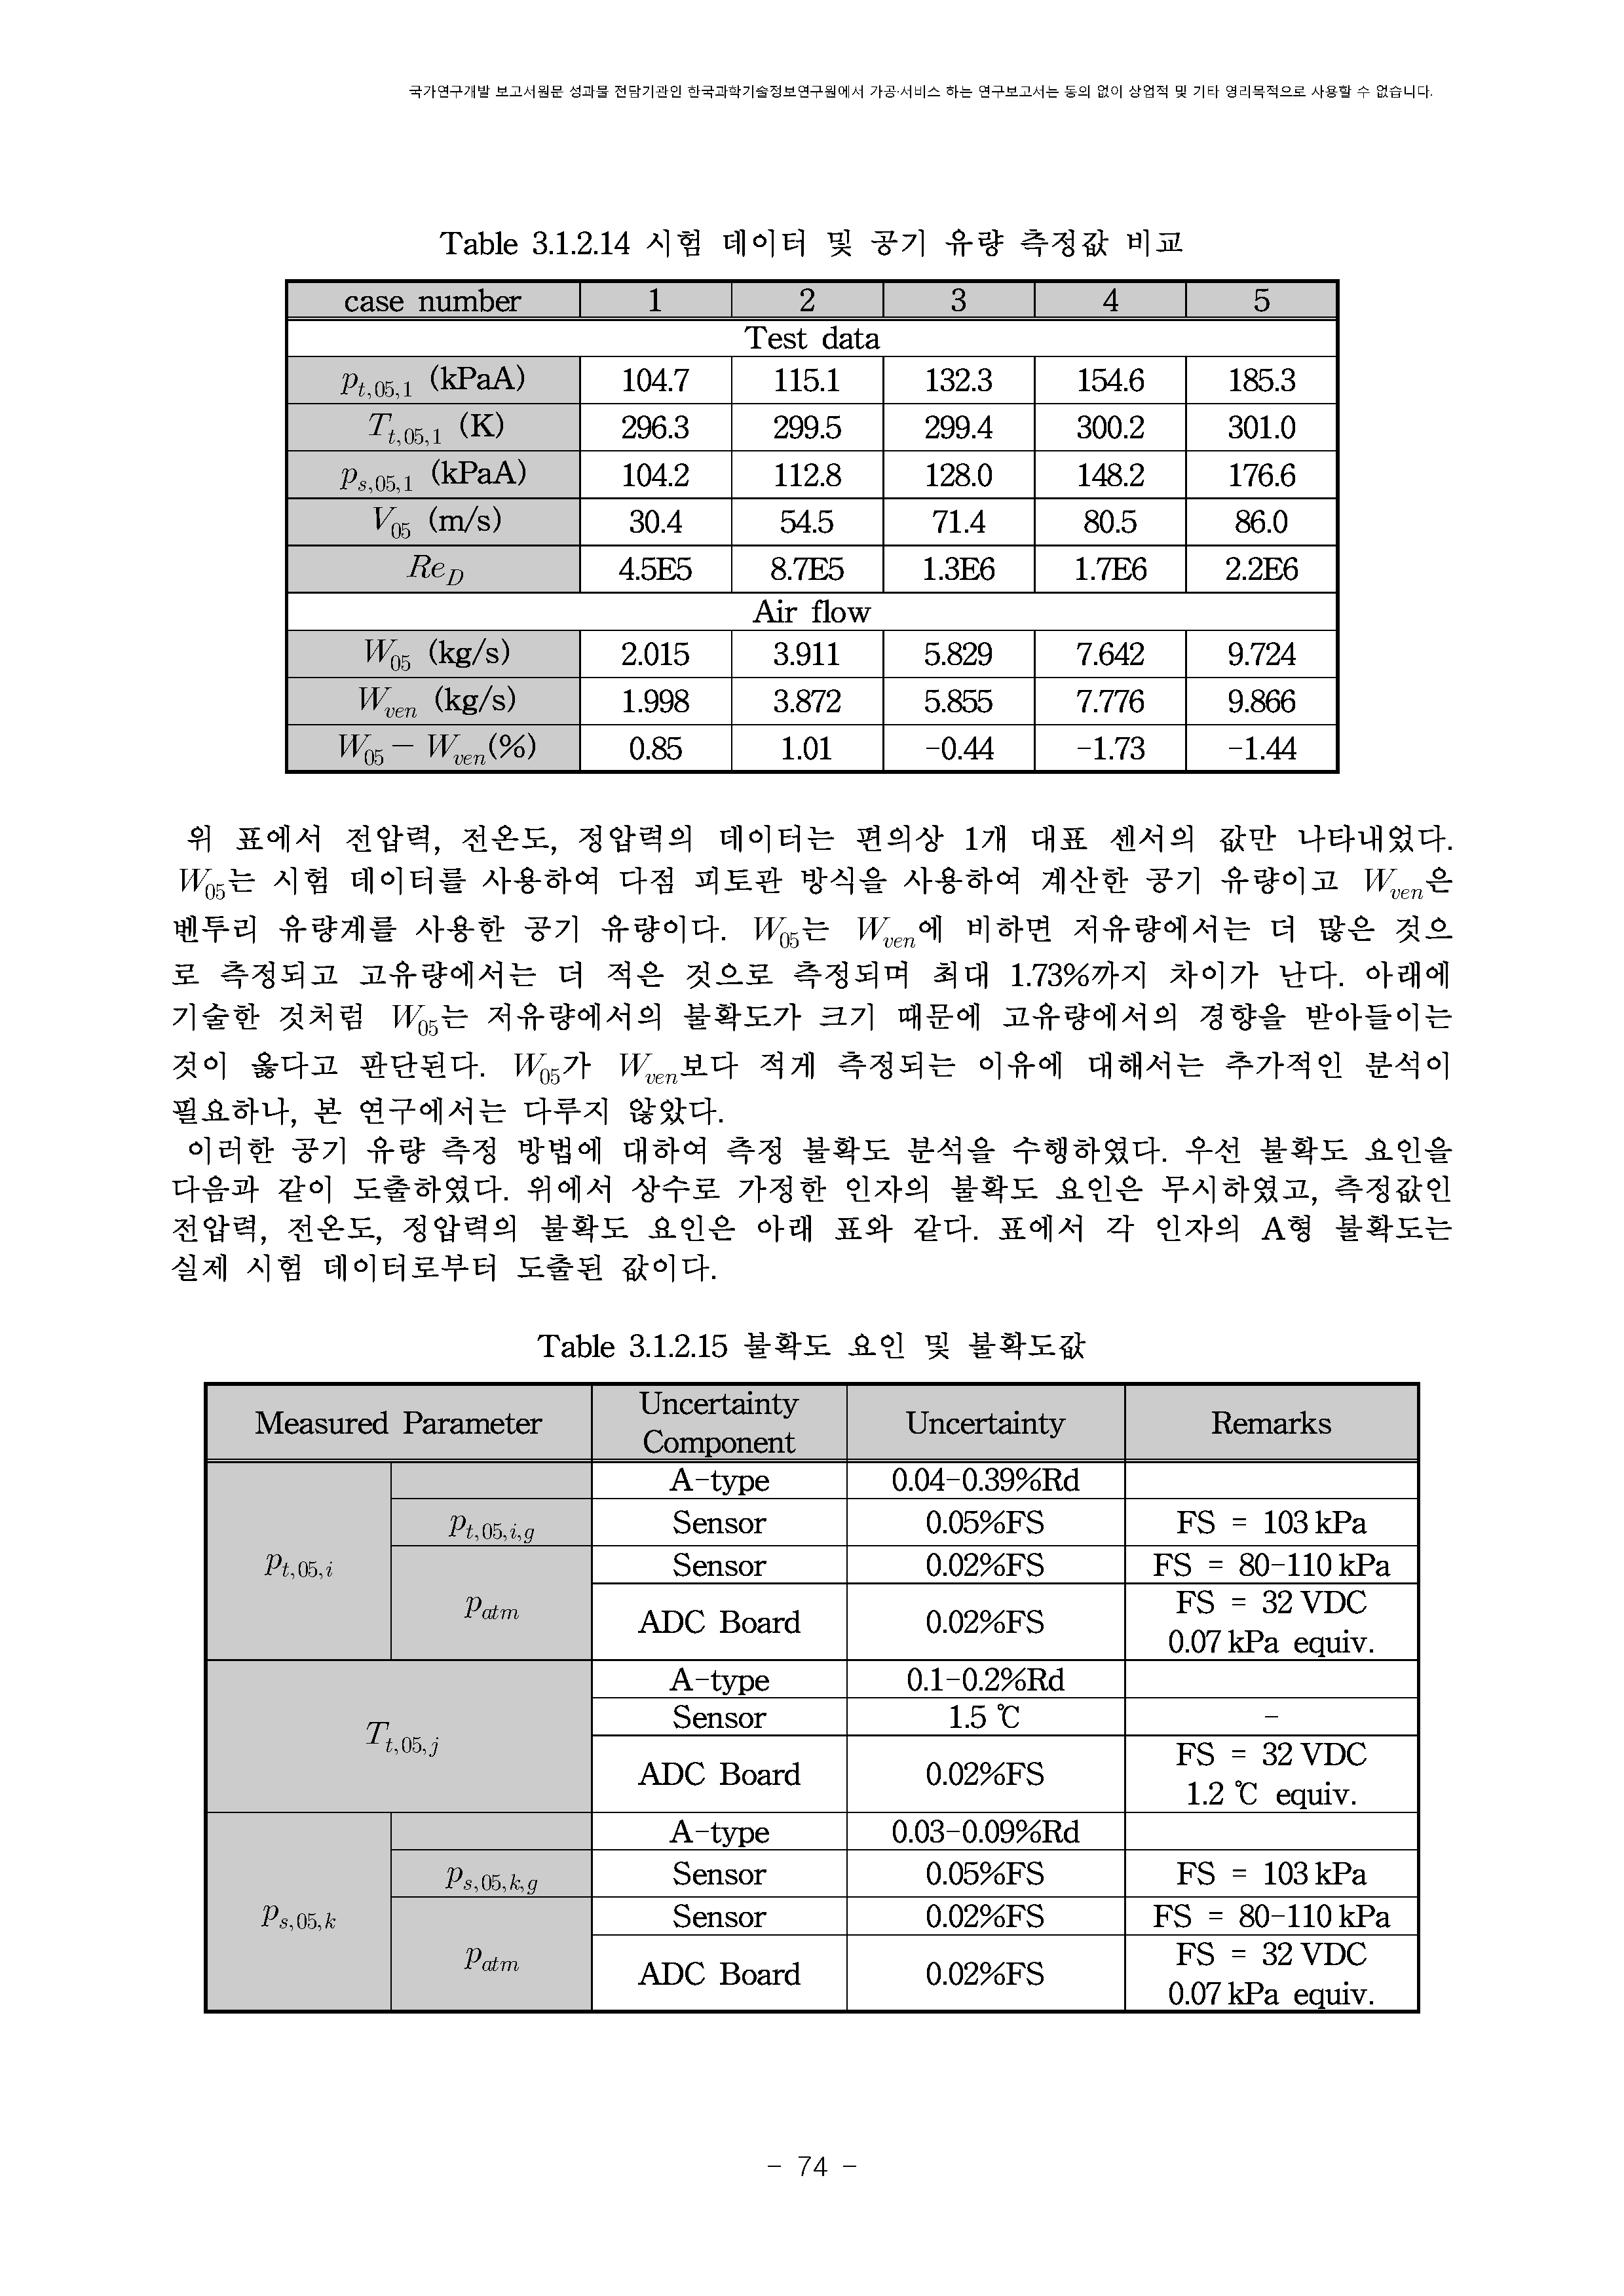 국가연구개발 보고서원문 성과물 전담기관인 한국과학기술정보연구원에서 가공·서비스 하는 연구보고서는 동의 없이 상업적 및 기타 영리목적으로 사용할 수 없습니다.
Table 3.1.2.14 시험 데이터 및 공기 유량 측정값 비교
case number 1 2 3 4 5
Test data
p_{t,05,1} (kPaA) 104.7 115.1 132.3 154.6 185.3
T_{t,05,1} (K) 296.3 299.5 299.4 300.2 301.0
p_{s,05,1} (kPaA) 104.2 112.8 128.0 148.2 176.6
V_{05} (m/s) 30.4 54.5 71.4 80.5 86.0
Re_D 4.5E5 8.7E5 1.3E6 1.7E6 2.2E6
Air flow
W_{05} (kg/s) 2.015 3.911 5.829 7.642 9.724
W_{ven} (kg/s) 1.998 3.872 5.855 7.776 9.866
W_{05} − W_{ven}(%) 0.85 1.01 -0.44 -1.73 -1.44
위 표에서 전압력, 전온도, 정압력의 데이터는 편의상 1개 대표 센서의 값만 나타내었다.
W_{05}는 시험 데이터를 사용하여 다점 피토관 방식을 사용하여 계산한 공기 유량이고 W_{ven}은
벤투리 유량계를 사용한 공기 유량이다. W_{05}는 W_{ven}에 비하면 저유량에서는 더 많은 것으
로 측정되고 고유량에서는 더 적은 것으로 측정되며 최대 1.73%까지 차이가 난다. 아래에
기술한 것처럼 W_{05}는 저유량에서의 불확도가 크기 때문에 고유량에서의 경향을 받아들이는
것이 옳다고 판단된다. W_{05}가 W_{ven}보다 적게 측정되는 이유에 대해서는 추가적인 분석이
필요하나, 본 연구에서는 다루지 않았다.
이러한 공기 유량 측정 방법에 대하여 측정 불확도 분석을 수행하였다. 우선 불확도 요인을
다음과 같이 도출하였다. 위에서 상수로 가정한 인자의 불확도 요인은 무시하였고, 측정값인
전압력, 전온도, 정압력의 불확도 요인은 아래 표와 같다. 표에서 각 인자의 A형 불확도는
실제 시험 데이터로부터 도출된 값이다.
Table 3.1.2.15 불확도 요인 및 불확도값
Measured Parameter Uncertainty Component Uncertainty Remarks
p_{t,05,i} A-type 0.04-0.39%Rd
p_{t,05,i,g} Sensor 0.05%FS FS = 103 kPa
p_{atm} Sensor 0.02%FS FS = 80-110 kPa
ADC Board 0.02%FS FS = 32 VDC
0.07 kPa equiv.
T_{t,05,j} A-type 0.1-0.2%Rd
Sensor 1.5 ℃ -
ADC Board 0.02%FS FS = 32 VDC
1.2 ℃ equiv.
p_{s,05,k} A-type 0.03-0.09%Rd
p_{s,05,k,g} Sensor 0.05%FS FS = 103 kPa
p_{atm} Sensor 0.02%FS FS = 80-110 kPa
ADC Board 0.02%FS FS = 32 VDC
0.07 kPa equiv.
- 74 -